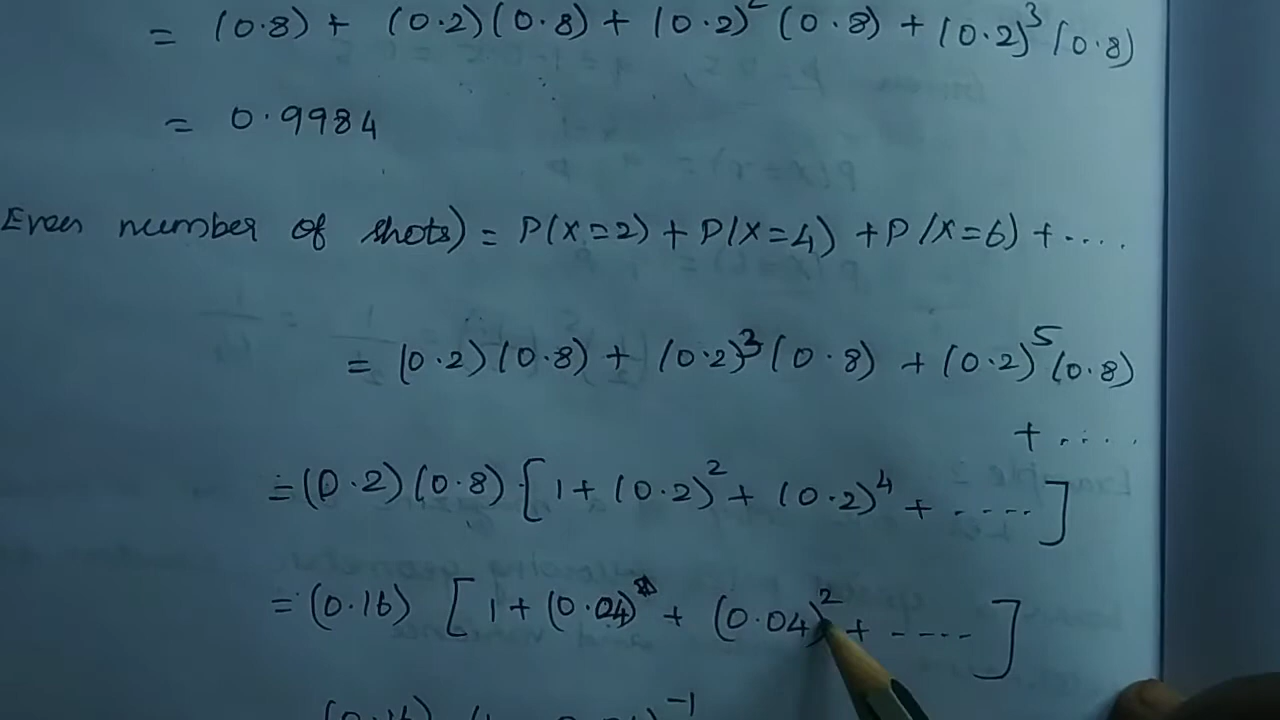 = (0.8) + (0.2)(0.8) + (0.2)² (0.8) + (0.2)³ (0.8)
= 0.9984
Even number of shots) = P(X=2) + P(X=4) + P(X=6) + ....
= (0.2)(0.8) + (0.2)³(0.8) + (0.2)⁵(0.8)
+ ....
= (0.2)(0.8) [1 + (0.2)² + (0.2)⁴ + ....]
= (0.16) [1 + (0.04) + (0.04)² + ----]